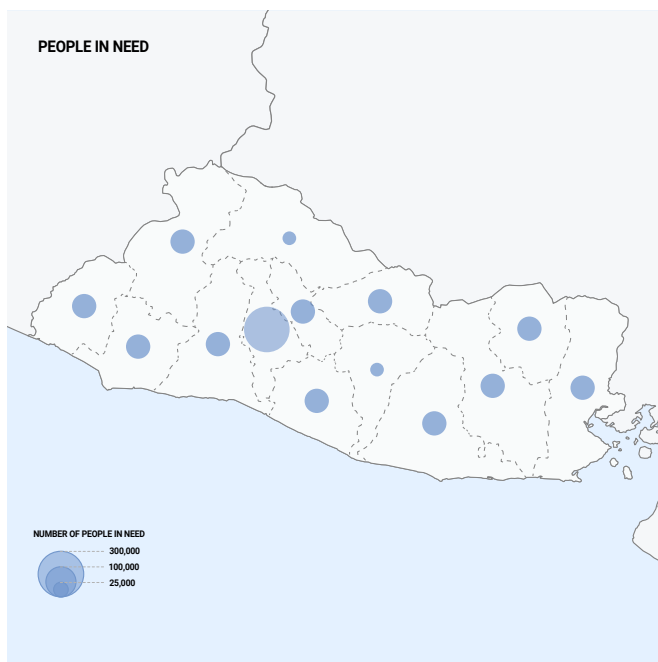 PEOPLE IN NEED
NUMBER OF PEOPLE IN NEED
300,000
100,000
25,000